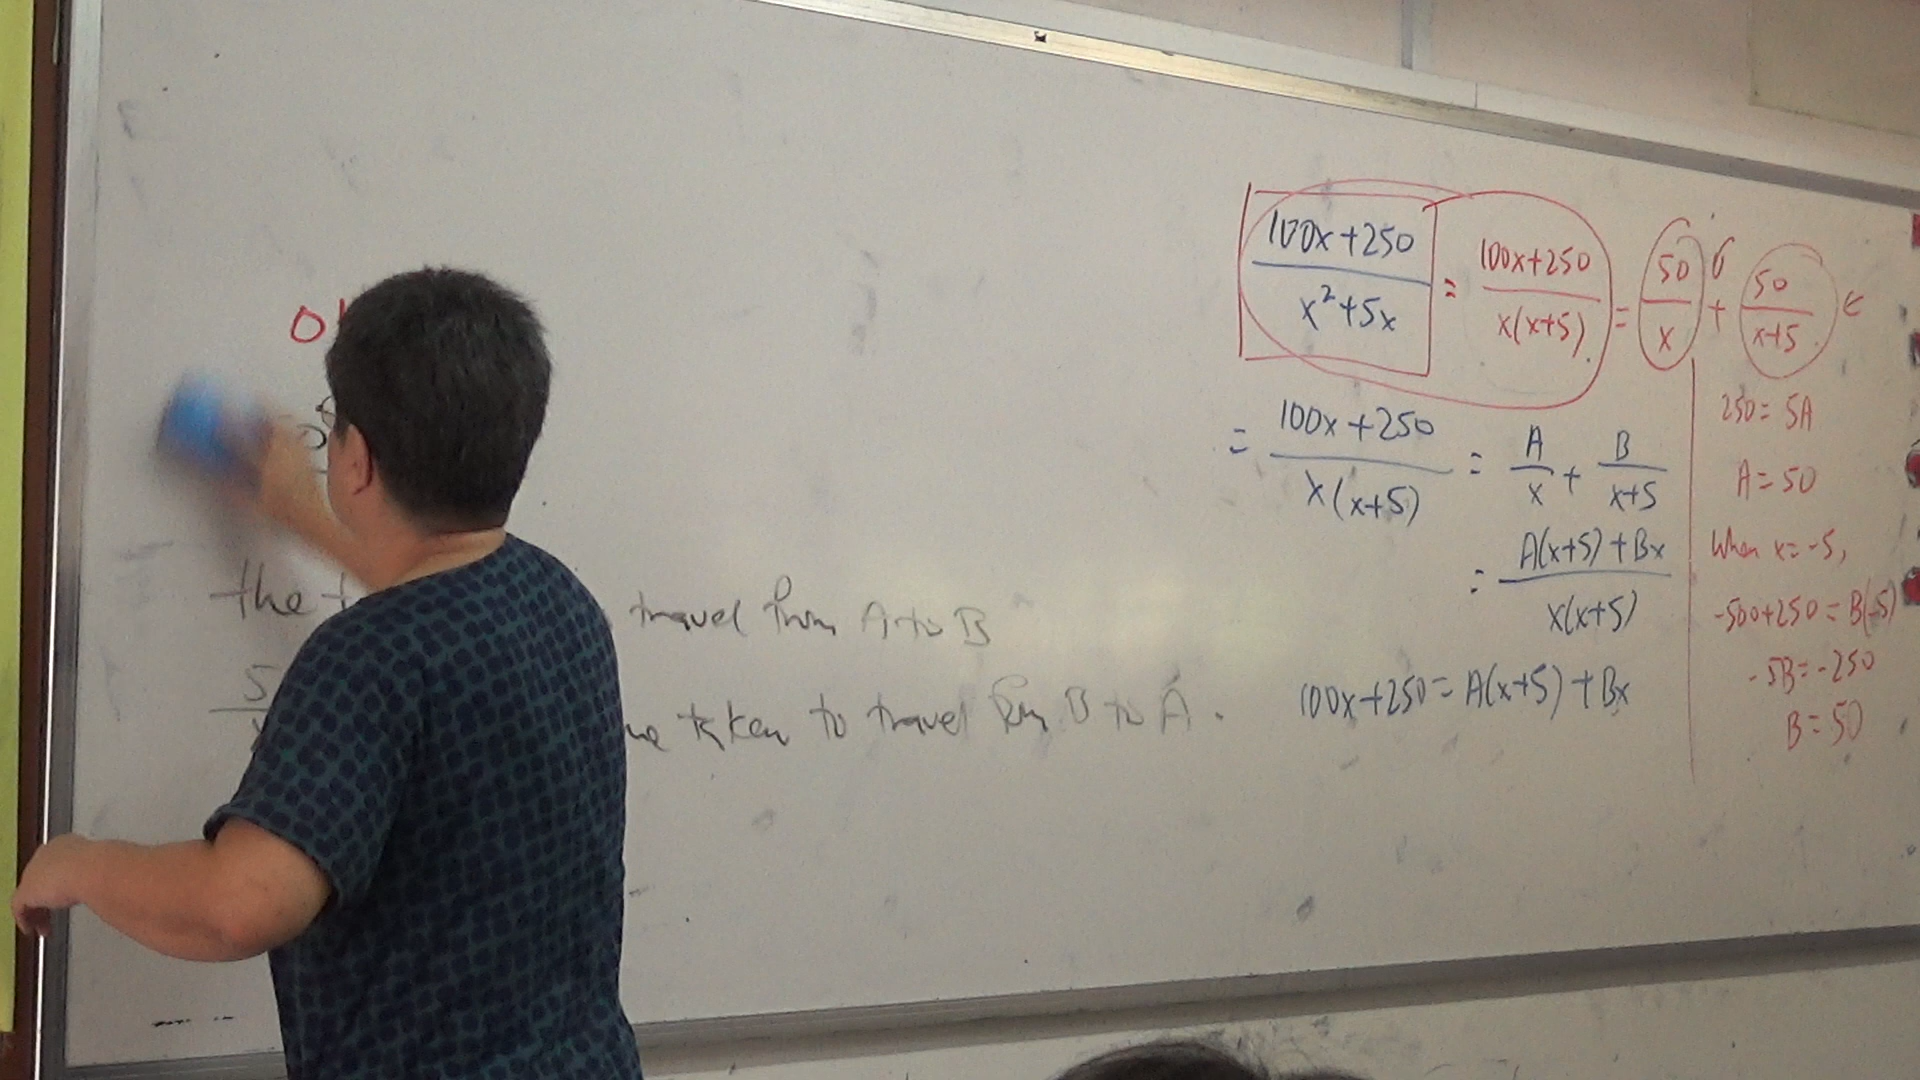 the travel from A to B
taken to travel from B to A.
100x+250 / x²+5x = 100x+250 / x(x+5) = 50/x + 50/x+5
= 100x+250 / x(x+5) = A/x + B/x+5
= A(x+5)+Bx / x(x+5)
100x+250 = A(x+5)+Bx
250 = 5A
A = 50
When x = -5,
-500+250 = B(-5)
-5B = -250
B = 50